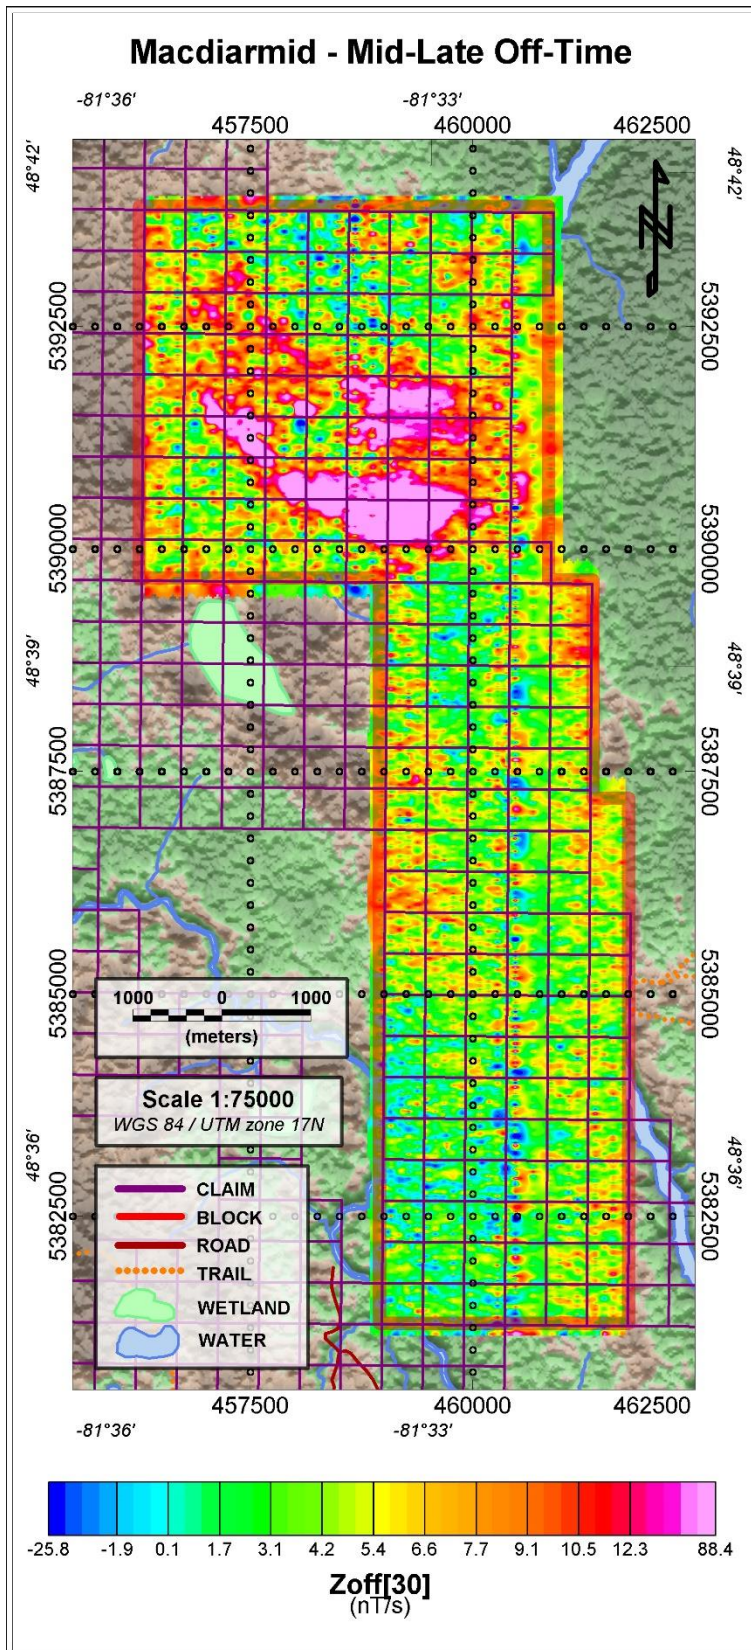 Macdiarmid - Mid-Late Off-Time
-81°36' -81°33'
457500 460000 462500
48°42' 48°42'
5392500 5392500
5390000 5390000
48°39' 48°39'
5387500 5387500
5385000 5385000
1000 0 1000
(meters)
Scale 1:75000
WGS 84 / UTM zone 17N
48°36' 48°36'
CLAIM
5382500 5382500
BLOCK
ROAD
TRAIL
WETLAND
WATER
457500 460000 462500
-81°36' -81°33'
-25.8 -1.9 0.1 1.7 3.1 4.2 5.4 6.6 7.7 9.1 10.5 12.3 88.4
Zoff[30]
(nT/s)